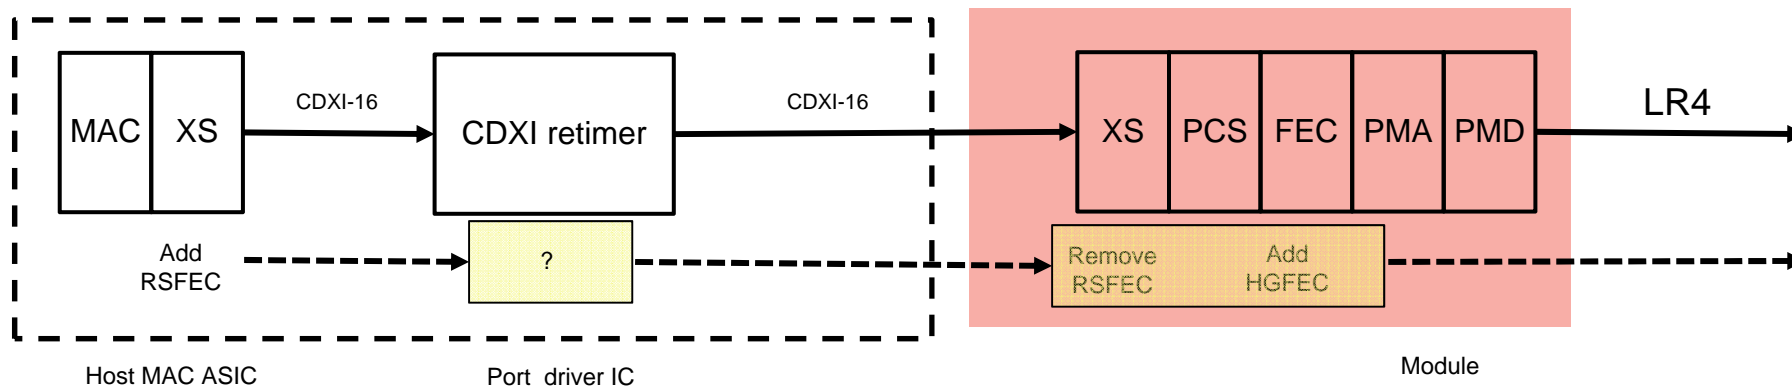 CDXI-16
CDXI-16
LR4
MAC
XS
CDXI retimer
XS
PCS
FEC
PMA
PMD
Add
RSFEC
?
Remove
RSFEC
Add
HGFEC
Host MAC ASIC
Port driver IC
Module